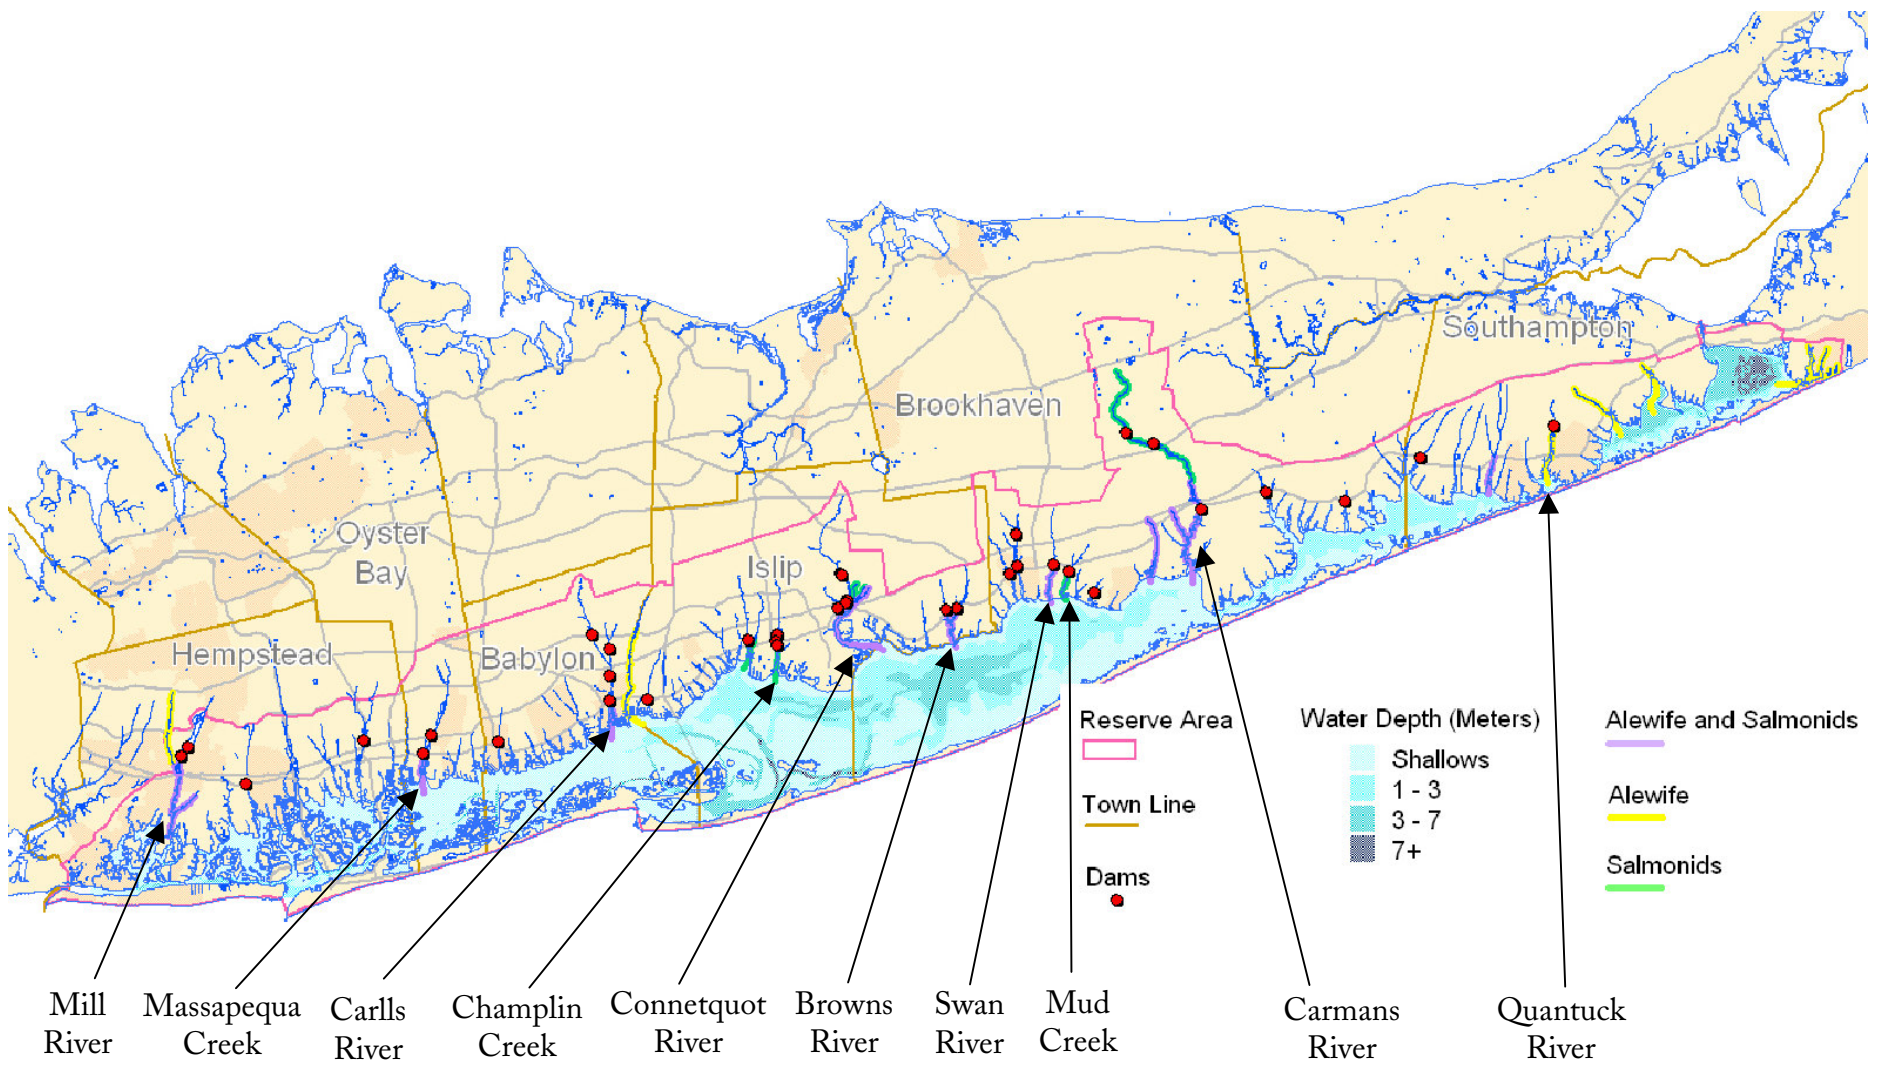 Southampton
Brookhaven
Oyster
Bay
Islip
Hempstead
Babylon
Reserve Area
Town Line
Dams
Water Depth (Meters)
Shallows
1 - 3
3 - 7
7+
Alewife and Salmonids
Alewife
Salmonids
Mill
River
Massapequa
Creek
Carlls
River
Champlin
Creek
Connetquot
River
Browns
River
Swan
River
Mud
Creek
Carmans
River
Quantuck
River